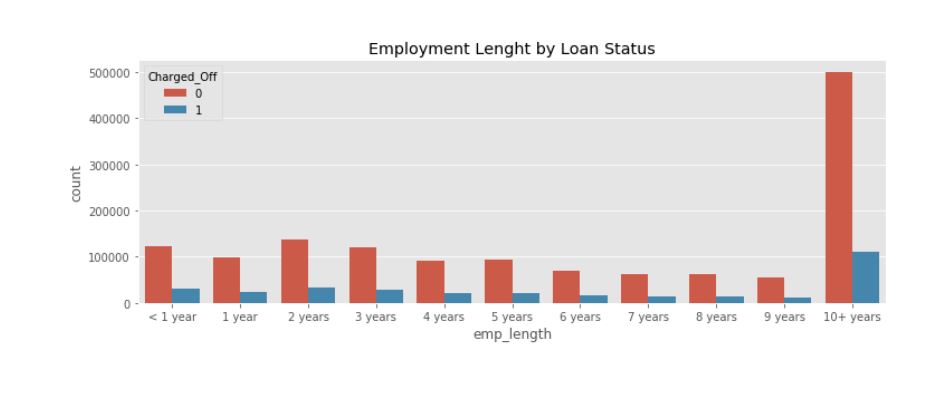 Employment Lenght by Loan Status
Charged_Off
0
1
count
500000
400000
300000
200000
100000
0
< 1 year
1 year
2 years
3 years
4 years
5 years
6 years
7 years
8 years
9 years
10+ years
emp_length